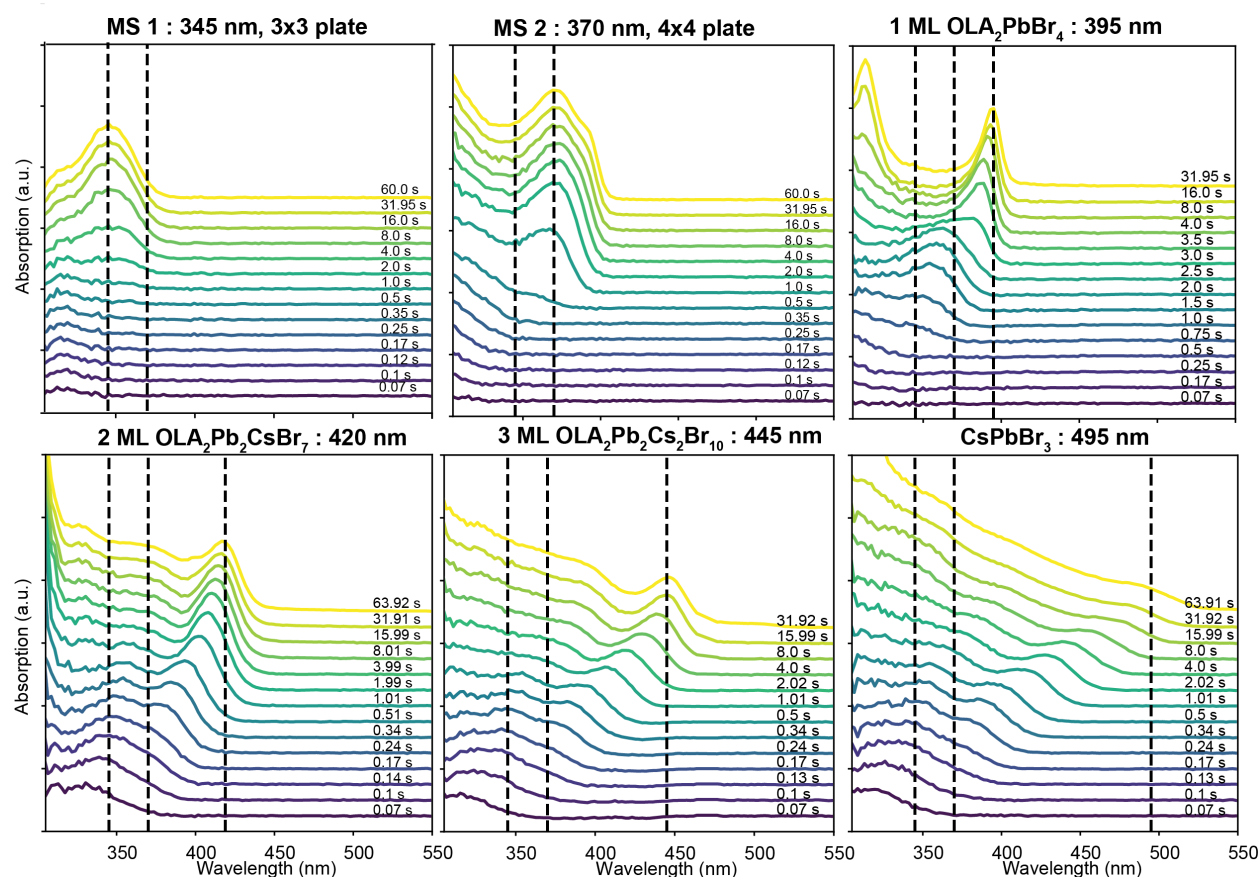 MS 1 : 345 nm, 3x3 plate
MS 2 : 370 nm, 4x4 plate
1 ML OLA₂PbBr₄ : 395 nm
Absorption (a.u.)
60.0 s
31.95 s
16.0 s
8.0 s
4.0 s
2.0 s
1.0 s
0.5 s
0.35 s
0.25 s
0.17 s
0.12 s
0.1 s
0.07 s
60.0 s
31.95 s
16.0 s
8.0 s
4.0 s
2.0 s
1.0 s
0.5 s
0.35 s
0.25 s
0.17 s
0.12 s
0.1 s
0.07 s
31.95 s
16.0 s
8.0 s
4.0 s
3.5 s
3.0 s
2.5 s
2.0 s
1.5 s
1.0 s
0.75 s
0.5 s
0.25 s
0.17 s
0.07 s
2 ML OLA₂Pb₂CsBr₇ : 420 nm
3 ML OLA₂Pb₂Cs₂Br₁₀ : 445 nm
CsPbBr₃ : 495 nm
Absorption (a.u.)
63.92 s
31.91 s
15.99 s
8.01 s
3.99 s
1.99 s
1.01 s
0.51 s
0.34 s
0.24 s
0.17 s
0.14 s
0.1 s
0.07 s
31.92 s
15.99 s
8.0 s
4.0 s
2.02 s
1.01 s
0.5 s
0.34 s
0.24 s
0.17 s
0.13 s
0.1 s
0.07 s
63.91 s
31.92 s
15.99 s
8.0 s
4.0 s
2.02 s
1.01 s
0.5 s
0.34 s
0.24 s
0.17 s
0.13 s
0.1 s
0.07 s
350 400 450 500 550
350 400 450 500 550
350 400 450 500 550
Wavelength (nm)
Wavelength (nm)
Wavelength (nm)